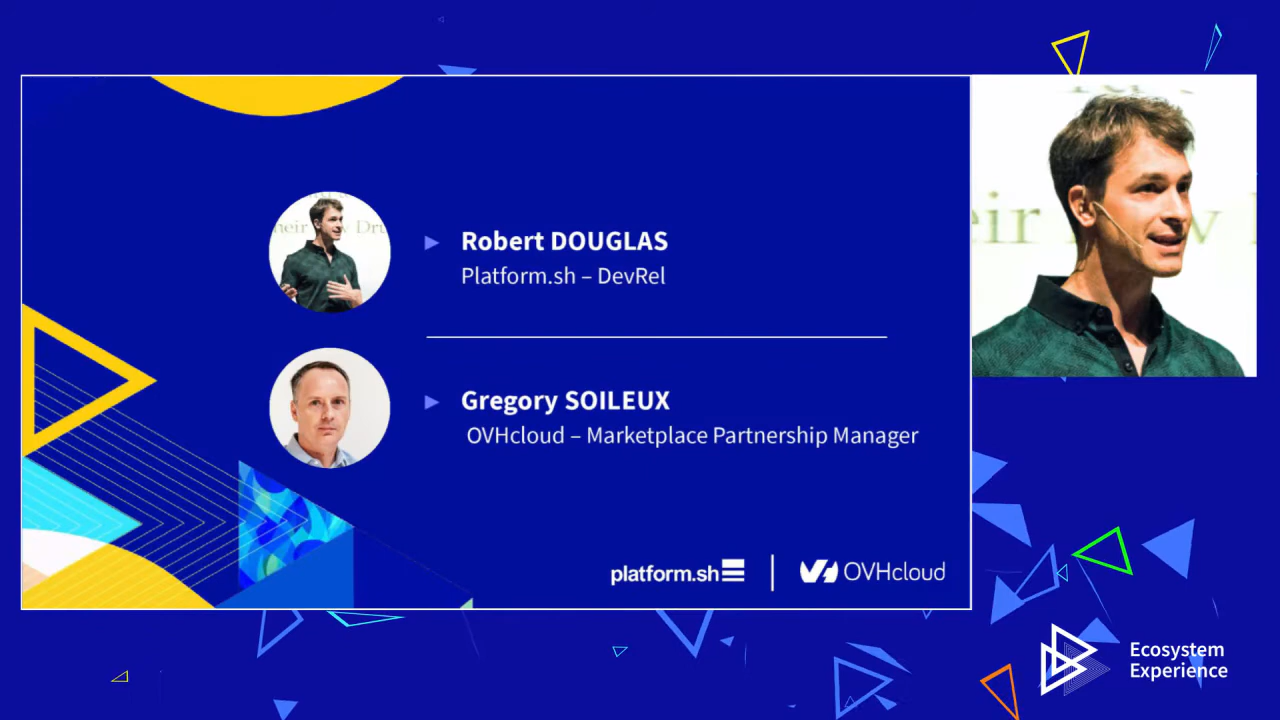 Robert DOUGLAS
Platform.sh – DevRel
Gregory SOILEUX
OVHcloud – Marketplace Partnership Manager
platform.sh
OVHcloud
Ecosystem
Experience